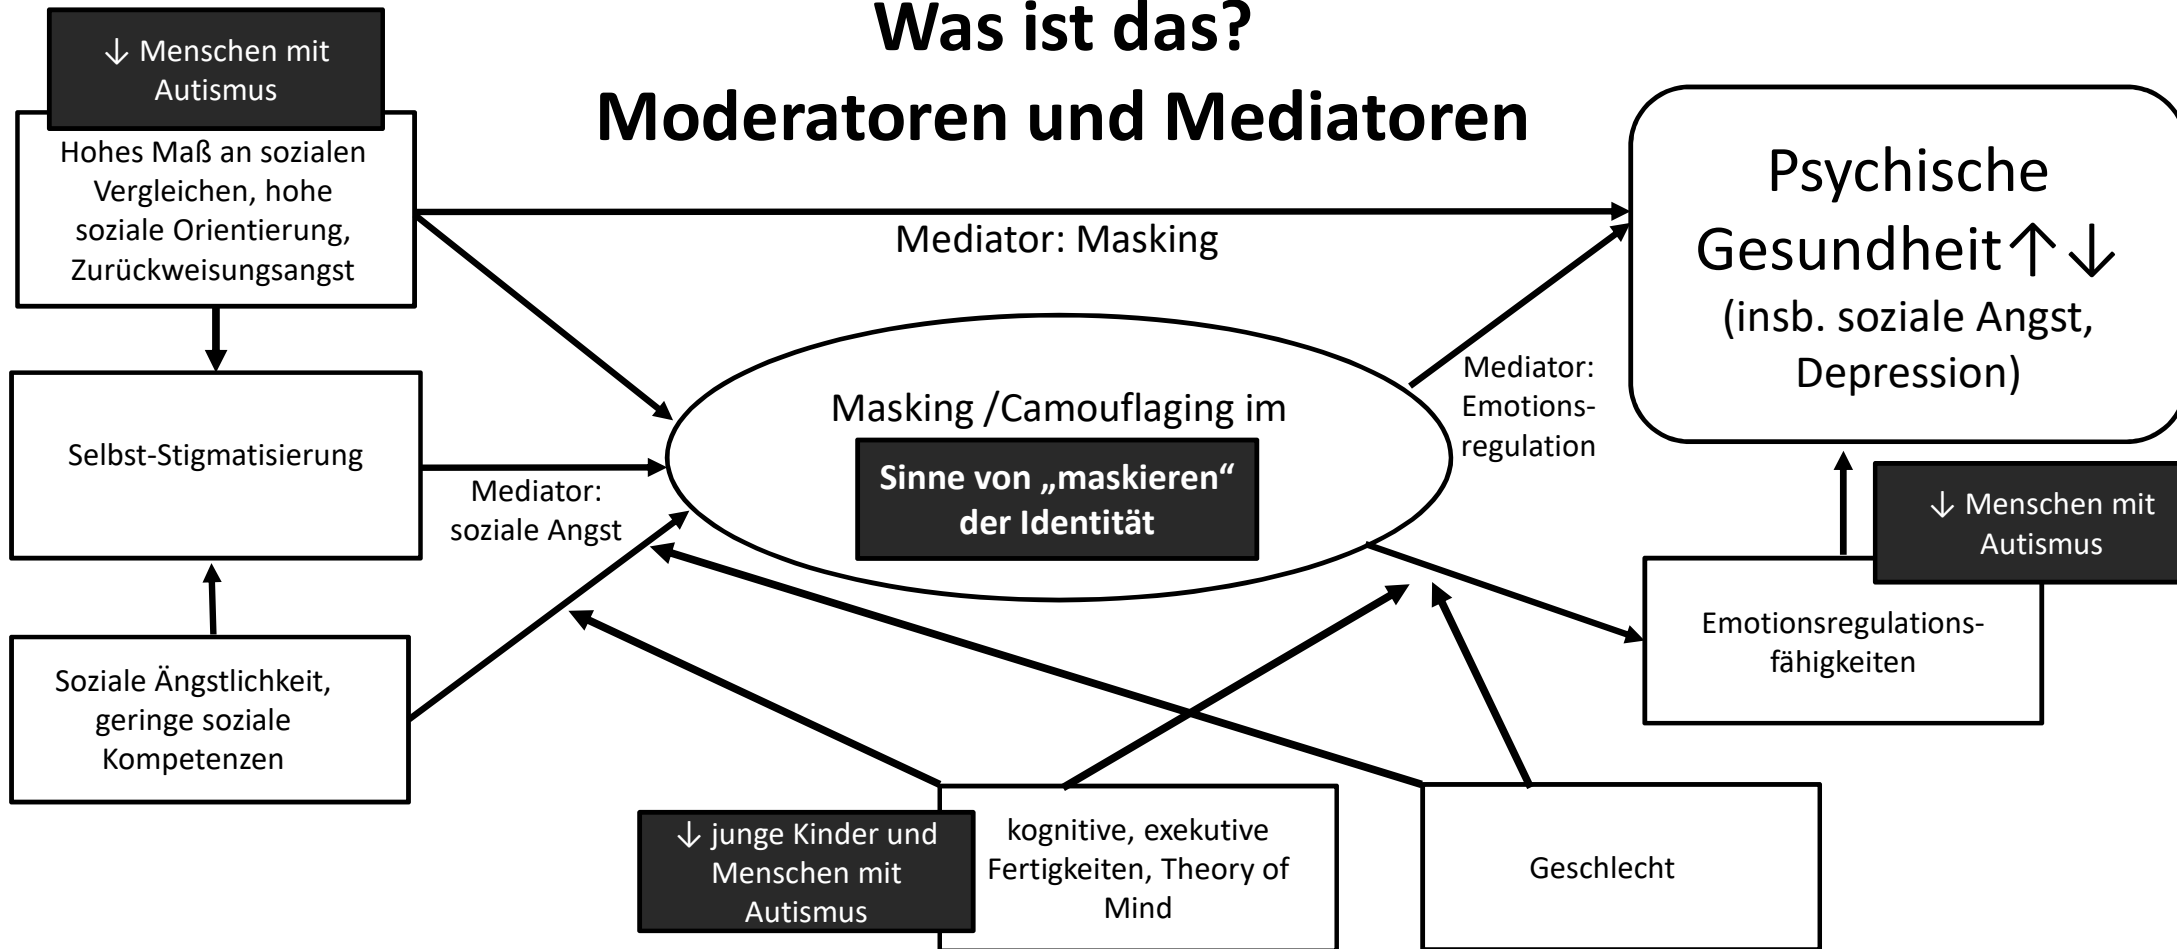 Was ist das?
Moderatoren und Mediatoren
↓ Menschen mit
Autismus
Hohes Maß an sozialen
Vergleichen, hohe
soziale Orientierung,
Zurückweisungsangst
Mediator: Masking
Psychische
Gesundheit↑↓
(insb. soziale Angst,
Depression)
Selbst-Stigmatisierung
Mediator:
soziale Angst
Masking /Camouflaging im
Sinne von „maskieren“
der Identität
Mediator:
Emotions-
regulation
↓ Menschen mit
Autismus
Emotionsregulations-
fähigkeiten
Soziale Ängstlichkeit,
geringe soziale
Kompetenzen
↓ junge Kinder und
Menschen mit
Autismus
kognitive, exekutive
Fertigkeiten, Theory of
Mind
Geschlecht